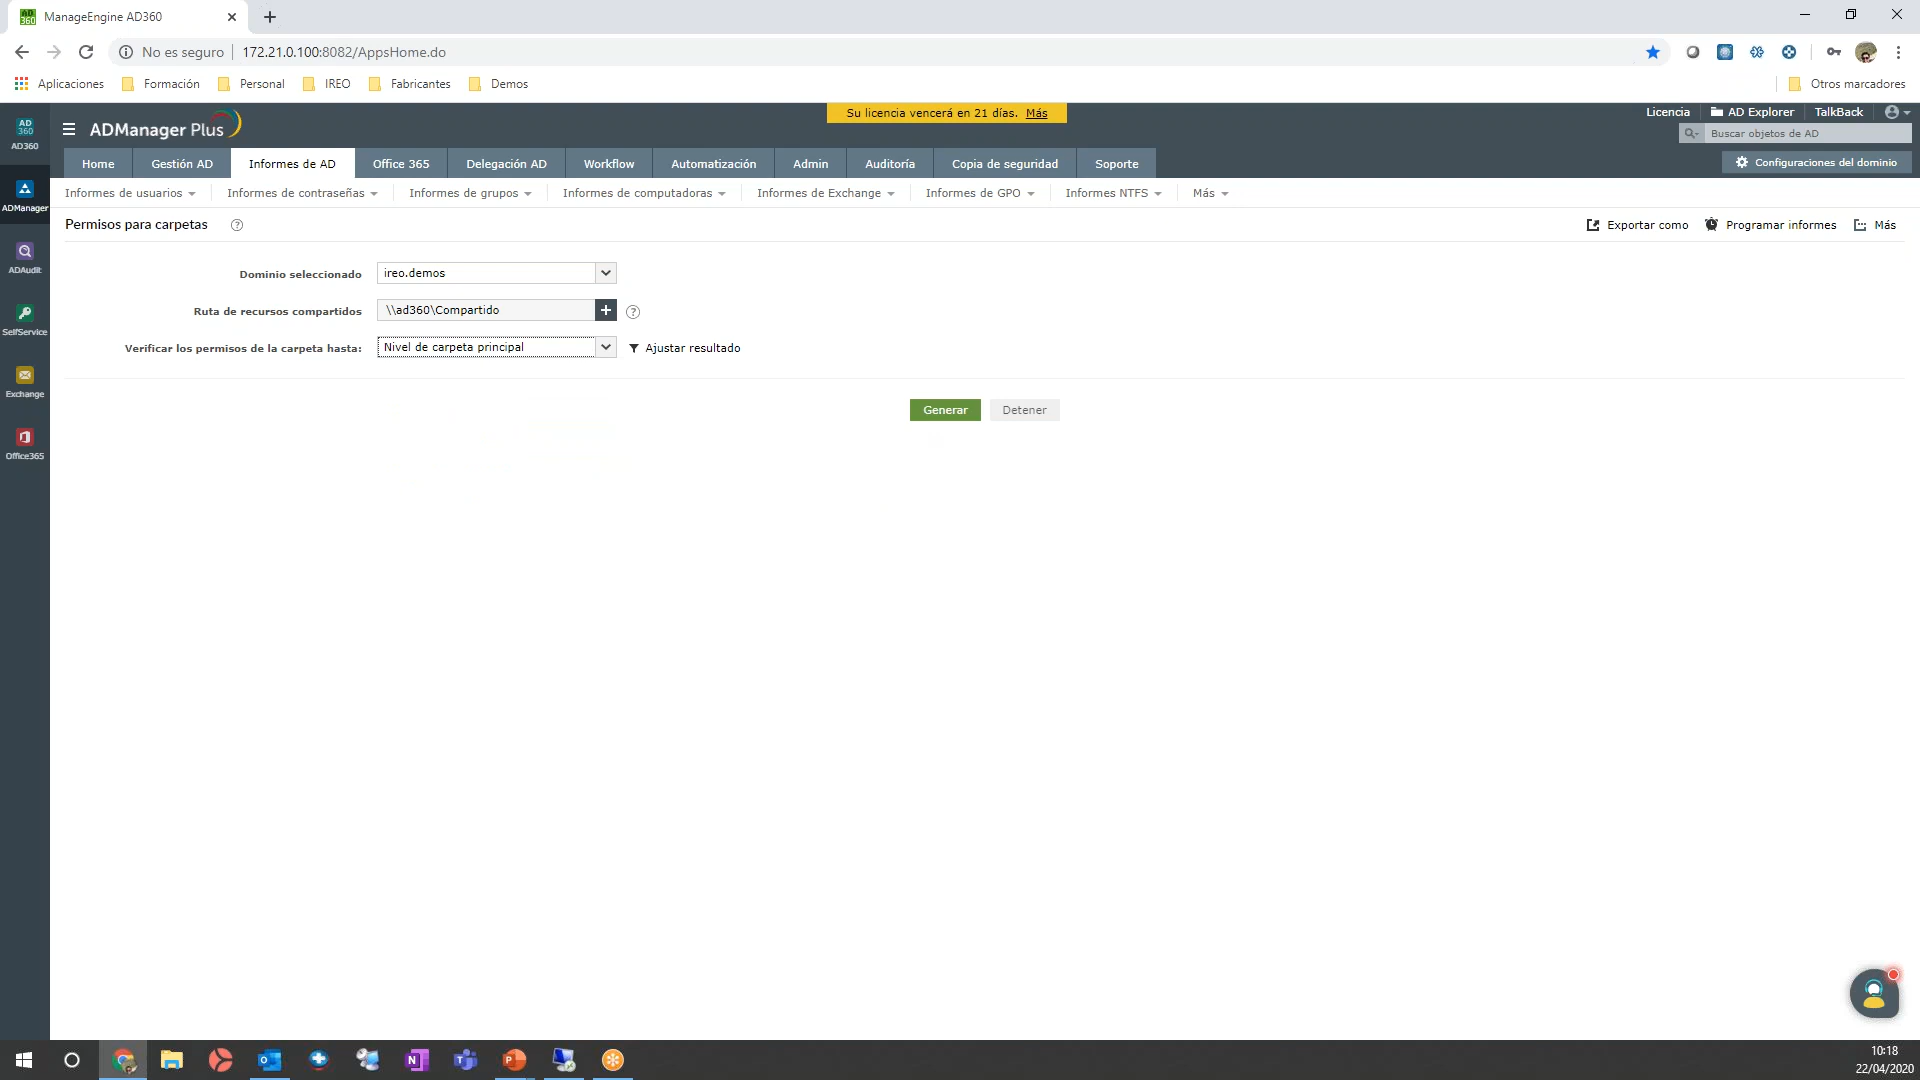 ManageEngine AD360
No es seguro 172.21.0.100:8082/AppsHome.do
Aplicaciones Formación Personal IREO Fabricantes Demos Otros marcadores
AD 360
AD360
ADManager Plus
Su licencia vencerá en 21 días. Más
Licencia AD Explorer TalkBack
Buscar objetos de AD
Home Gestión AD Informes de AD Office 365 Delegación AD Workflow Automatización Admin Auditoría Copia de seguridad Soporte
Configuraciones del dominio
Informes de usuarios Informes de contraseñas Informes de grupos Informes de computadoras Informes de Exchange Informes de GPO Informes NTFS Más
ADManager
Permisos para carpetas
Exportar como Programar informes Más
ADAudit
Dominio seleccionado ireo.demos
Ruta de recursos compartidos \\ad360\Compartido
SelfService
Verificar los permisos de la carpeta hasta: Nivel de carpeta principal Ajustar resultado
Exchange
Generar Detener
Office365
10:18
22/04/2020